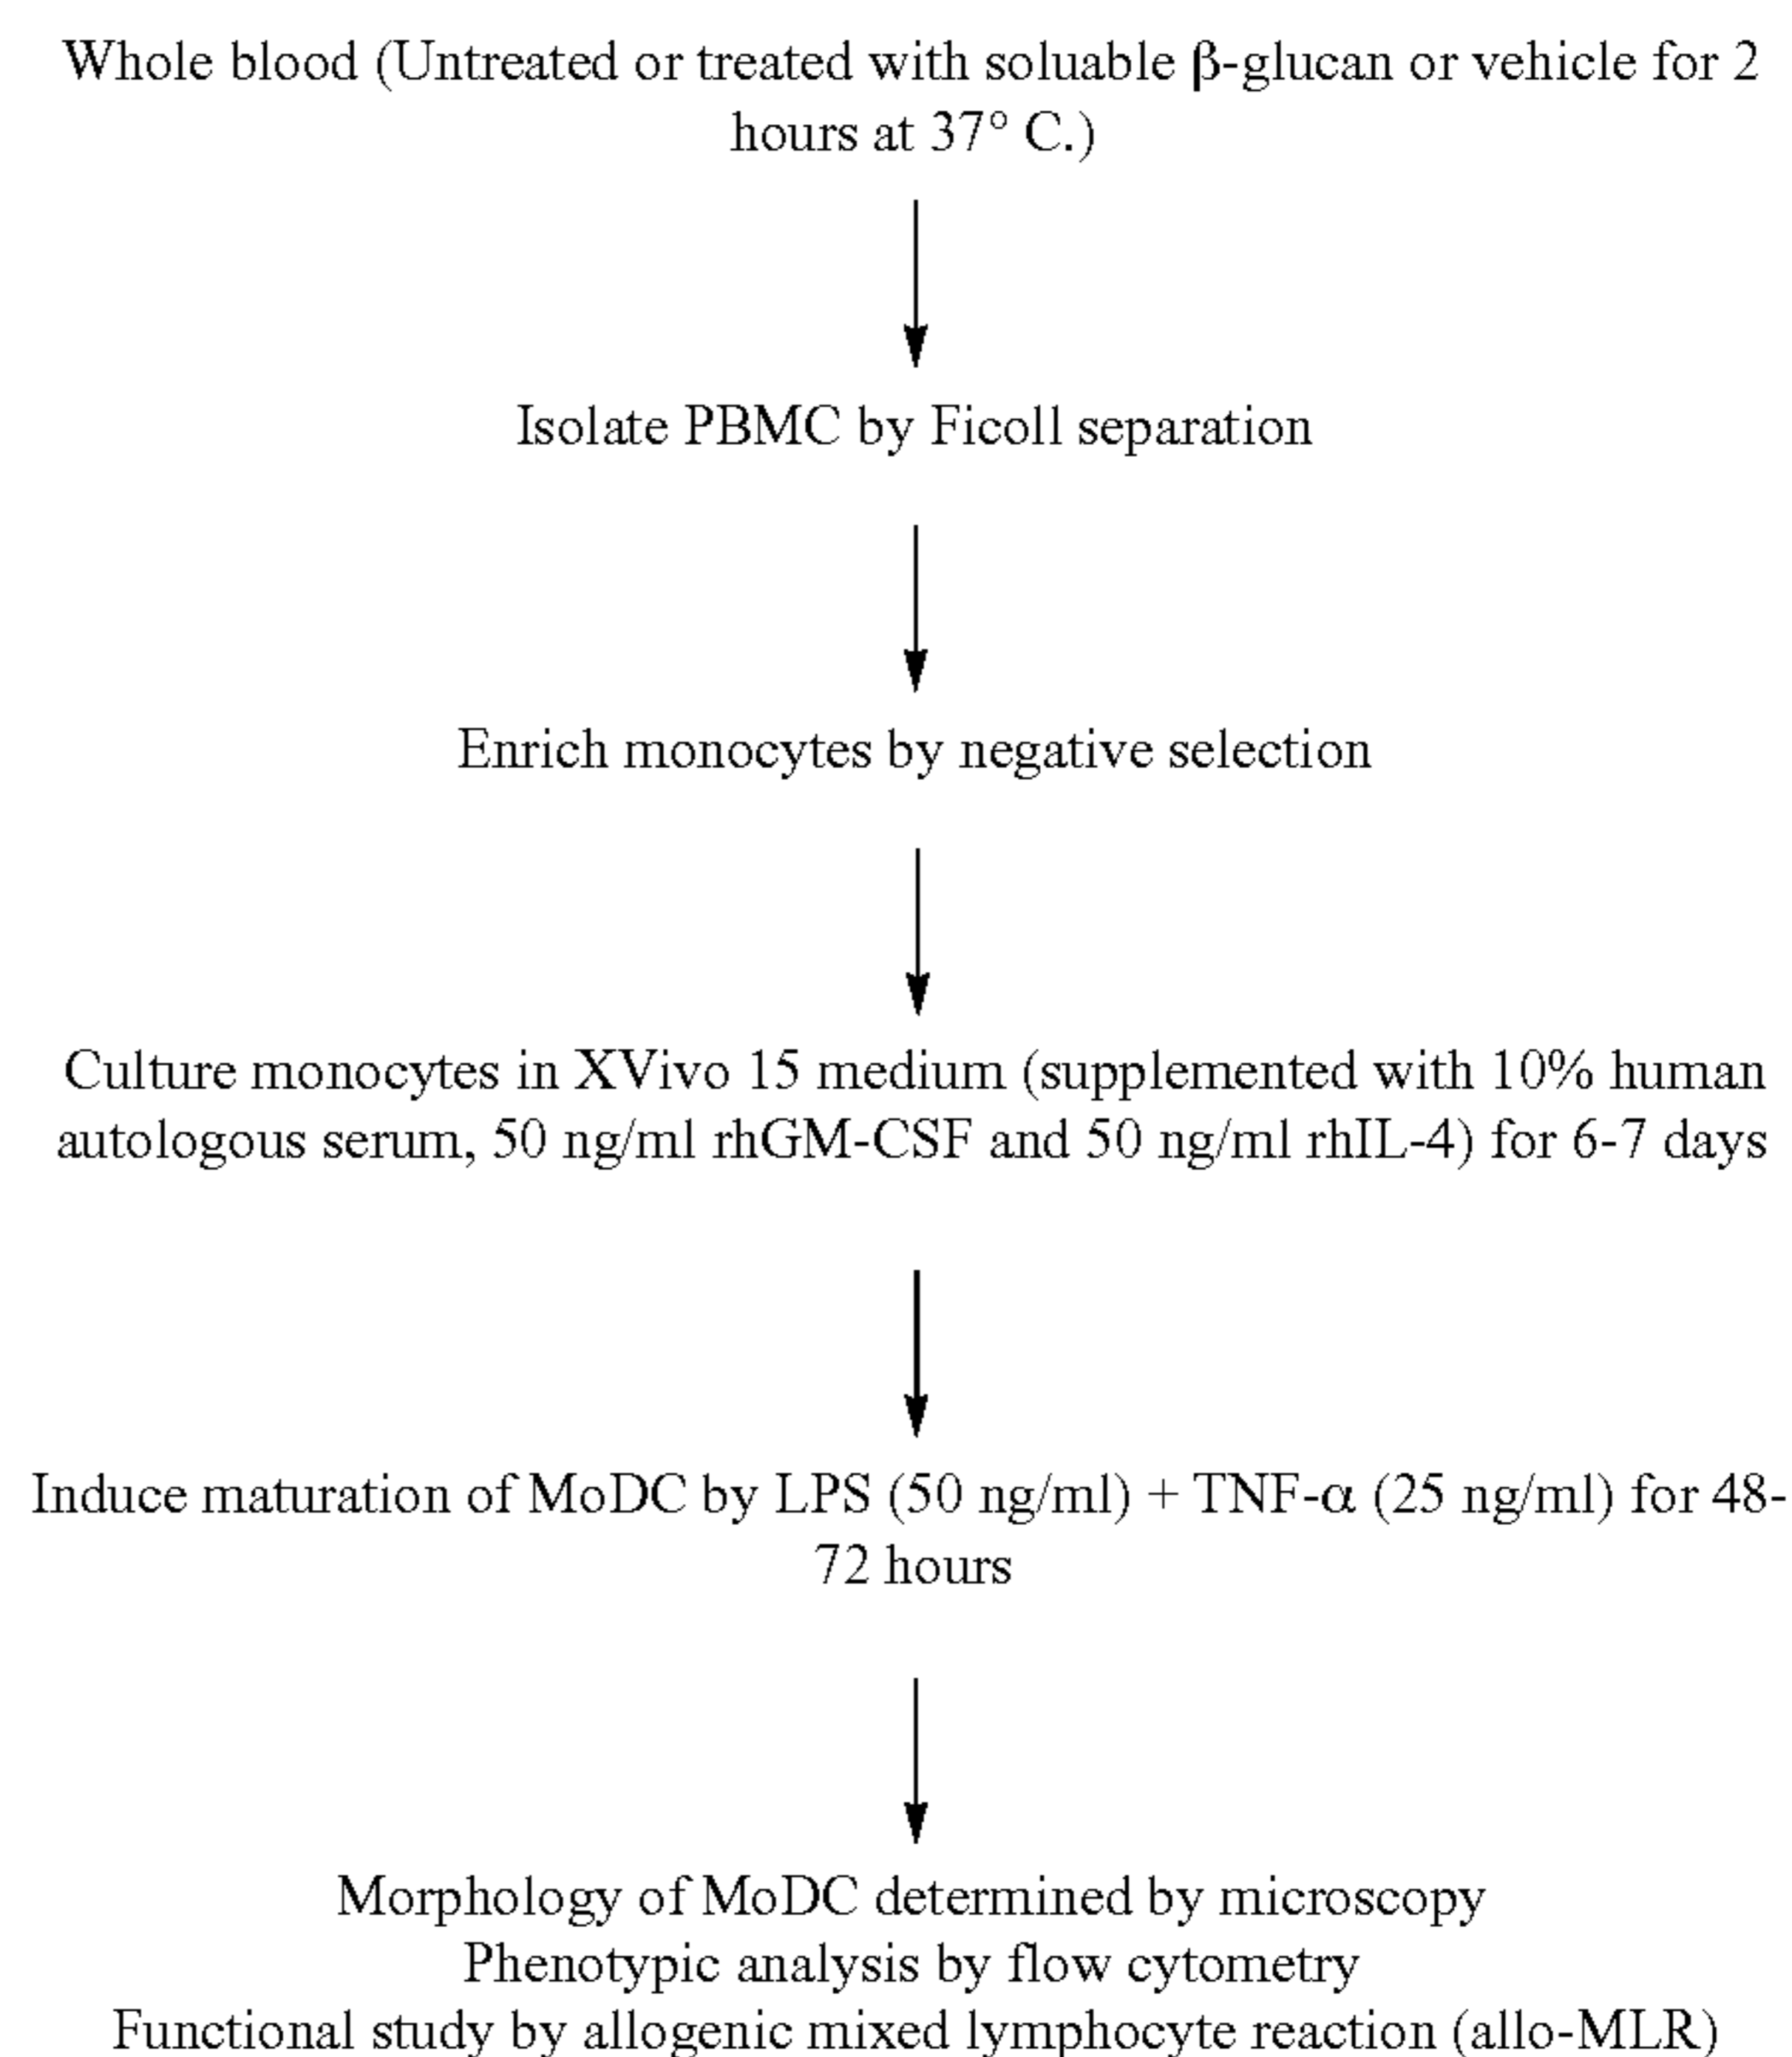 Whole blood (Untreated or treated with soluable β-glucan or vehicle for 2
hours at 37° C.)
Isolate PBMC by Ficoll separation
Enrich monocytes by negative selection
Culture monocytes in XVivo 15 medium (supplemented with 10% human
autologous serum, 50 ng/ml rhGM-CSF and 50 ng/ml rhIL-4) for 6-7 days
Induce maturation of MoDC by LPS (50 ng/ml) + TNF-α (25 ng/ml) for 48-
72 hours
Morphology of MoDC determined by microscopy
Phenotypic analysis by flow cytometry
Functional study by allogenic mixed lymphocyte reaction (allo-MLR)